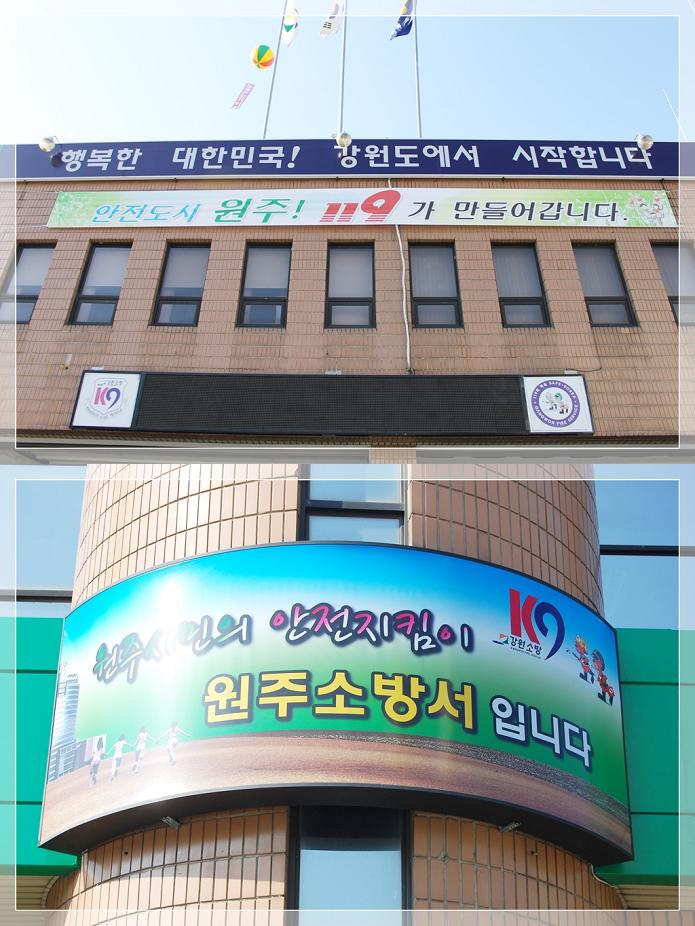 행복한 대한민국! 강원도에서 시작합니다
안전도시 원주! 119가 만들어갑니다.
K9
K9
강원소방
원주시민의 안전지킴이
원주소방서 입니다